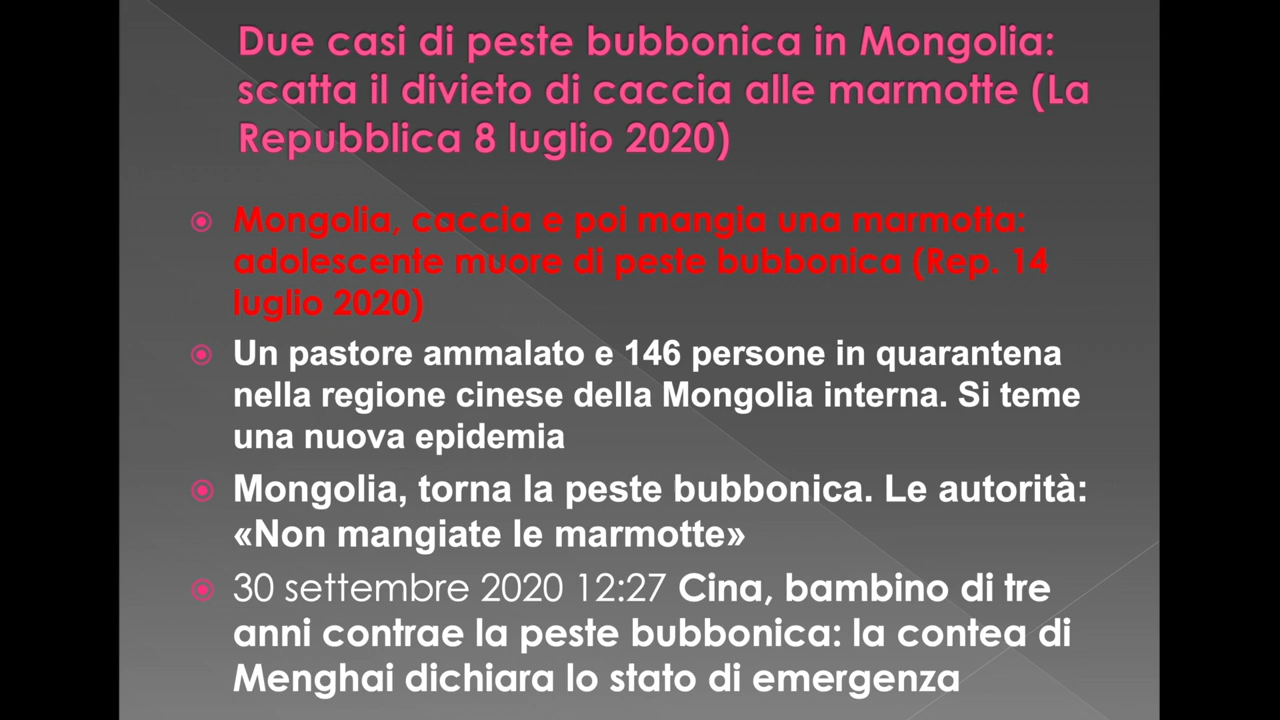 Due casi di peste bubbonica in Mongolia:
scatta il divieto di caccia alle marmotte (La
Repubblica 8 luglio 2020)
Mongolia, caccia e poi mangia una marmotta:
adolescente muore di peste bubbonica (Rep. 14
luglio 2020)
Un pastore ammalato e 146 persone in quarantena
nella regione cinese della Mongolia interna. Si teme
una nuova epidemia
Mongolia, torna la peste bubbonica. Le autorità:
«Non mangiate le marmotte»
30 settembre 2020 12:27 Cina, bambino di tre
anni contrae la peste bubbonica: la contea di
Menghai dichiara lo stato di emergenza